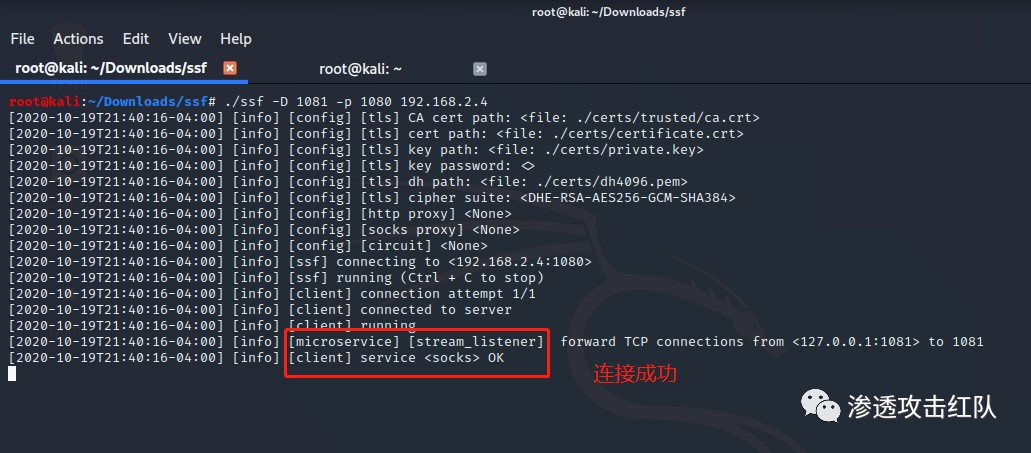 root@kali: ~/Downloads/ssf
File Actions Edit View Help
root@kali: ~/Downloads/ssf root@kali: ~
root@kali:~/Downloads/ssf# ./ssf -D 1081 -p 1080 192.168.2.4
[2020-10-19T21:40:16-04:00] [info] [config] [tls] CA cert path: <file: ./certs/trusted/ca.crt>
[2020-10-19T21:40:16-04:00] [info] [config] [tls] cert path: <file: ./certs/certificate.crt>
[2020-10-19T21:40:16-04:00] [info] [config] [tls] key path: <file: ./certs/private.key>
[2020-10-19T21:40:16-04:00] [info] [config] [tls] key password: <>
[2020-10-19T21:40:16-04:00] [info] [config] [tls] dh path: <file: ./certs/dh4096.pem>
[2020-10-19T21:40:16-04:00] [info] [config] [tls] cipher suite: <DHE-RSA-AES256-GCM-SHA384>
[2020-10-19T21:40:16-04:00] [info] [config] [http proxy] <None>
[2020-10-19T21:40:16-04:00] [info] [config] [socks proxy] <None>
[2020-10-19T21:40:16-04:00] [info] [config] [circuit] <None>
[2020-10-19T21:40:16-04:00] [info] [ssf] connecting to <192.168.2.4:1080>
[2020-10-19T21:40:16-04:00] [info] [ssf] running (Ctrl + C to stop)
[2020-10-19T21:40:16-04:00] [info] [client] connection attempt 1/1
[2020-10-19T21:40:16-04:00] [info] [client] connected to server
[2020-10-19T21:40:16-04:00] [info] [client] running
[2020-10-19T21:40:16-04:00] [info] [microservice] [stream_listener] forward TCP connections from <127.0.0.1:1081> to 1081
[2020-10-19T21:40:16-04:00] [info] [client] service <socks> OK
连接成功
渗透攻击红队